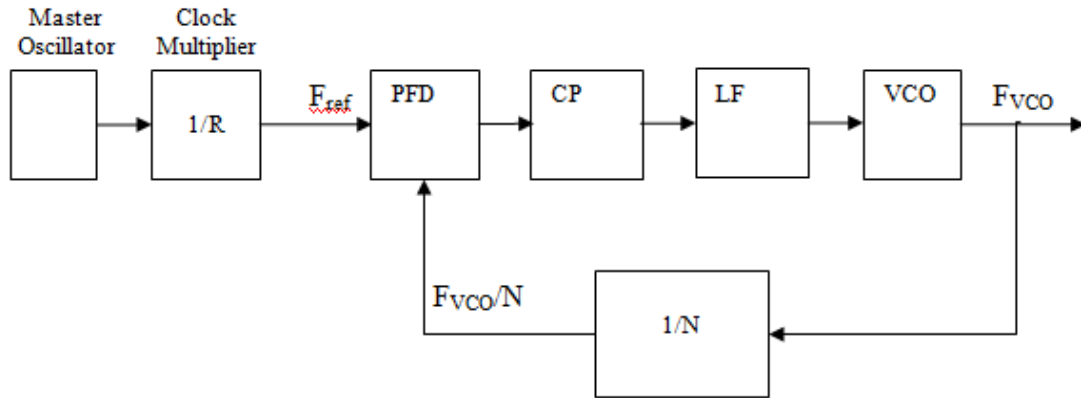 Master
Oscillator
Clock
Multiplier
1/R
Fref
PFD
CP
LF
VCO
FVCO
FVCO/N
1/N